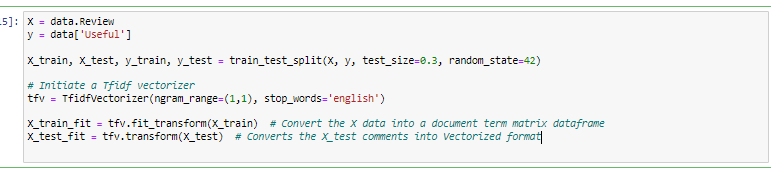 5]:
X = data.Review
y = data['Useful']
X_train, X_test, y_train, y_test = train_test_split(X, y, test_size=0.3, random_state=42)
# Initiate a Tfidf vectorizer
tfv = TfidfVectorizer(ngram_range=(1,1), stop_words='english')
X_train_fit = tfv.fit_transform(X_train)  # Convert the X data into a document term matrix dataframe
X_test_fit = tfv.transform(X_test)  # Converts the X_test comments into Vectorized format